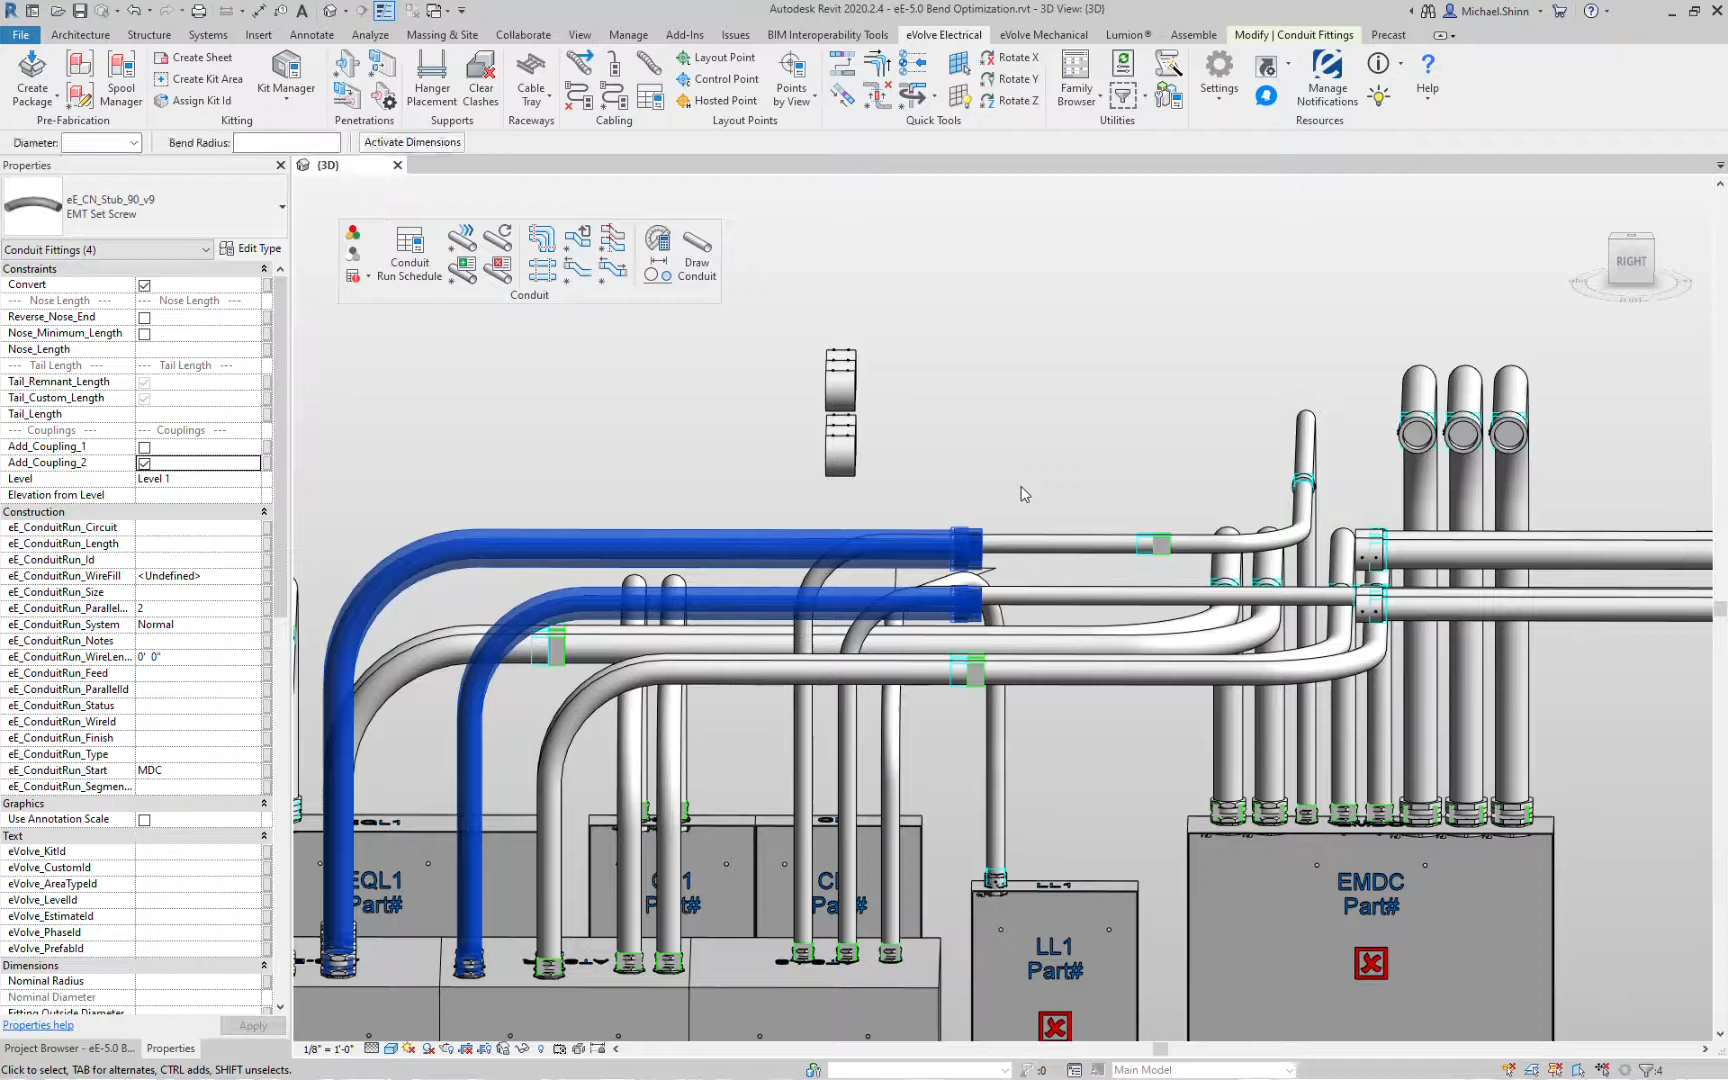 Autodesk Revit 2020.2.4 - eE-5.0 Bend Optimization.rvt - 3D View: {3D}
Michael.Shinn
File Architecture Structure Systems Insert Annotate Analyze Massing & Site Collaborate View Manage Add-Ins Issues BIM Interoperability Tools eVolve Electrical eVolve Mechanical Lumion® Assemble Modify | Conduit Fittings Precast
Create Package
Spool Manager
Create Sheet
Create Kit Area
Assign Kit Id
Kit Manager
Hanger Placement
Clear Clashes
Cable Tray
Layout Point
Control Point
Hosted Point
Points by View
Rotate X
Rotate Y
Rotate Z
Family Browser
Settings
Manage Notifications
Help
Pre-Fabrication Kitting Penetrations Supports Raceways Cabling Layout Points Quick Tools Utilities Resources
Diameter: Bend Radius: Activate Dimensions
Properties
{3D}
eE_CN_Stub_90_v9
EMT Set Screw
Conduit Fittings (4) Edit Type
Constraints
Convert
--- Nose Length --- --- Nose Length ---
Reverse_Nose_End
Nose_Minimum_Length
Nose_Length
--- Tail Length --- --- Tail Length ---
Tail_Remnant_Length
Tail_Custom_Length
Tail_Length
--- Couplings --- --- Couplings ---
Add_Coupling_1
Add_Coupling_2
Level Level 1
Elevation from Level
Construction
eE_ConduitRun_Circuit
eE_ConduitRun_Length
eE_ConduitRun_Id
eE_ConduitRun_WireFill <Undefined>
eE_ConduitRun_Size
eE_ConduitRun_Parallel... 2
eE_ConduitRun_System Normal
eE_ConduitRun_Notes
eE_ConduitRun_WireLen... 0' 0"
eE_ConduitRun_Feed
eE_ConduitRun_ParallelId
eE_ConduitRun_Status
eE_ConduitRun_WireId
eE_ConduitRun_Finish
eE_ConduitRun_Type
eE_ConduitRun_Start MDC
eE_ConduitRun_Segmen...
Graphics
Use Annotation Scale
Text
eVolve_KitId
eVolve_CustomId
eVolve_AreaTypeId
eVolve_LevelId
eVolve_EstimateId
eVolve_PhaseId
eVolve_PrefabId
Dimensions
Nominal Radius
Nominal Diameter
Fitting Outside Diameter
Properties help Apply
Project Browser - eE-5.0 B... Properties
Conduit Run Schedule
Draw Conduit
Conduit
RIGHT
EQL1
Part#
Part#
Part#
LL1
LL1
Part#
EMDC
Part#
1/8" = 1'-0"
Click to select, TAB for alternates, CTRL adds, SHIFT unselects.
:0
Main Model
:4